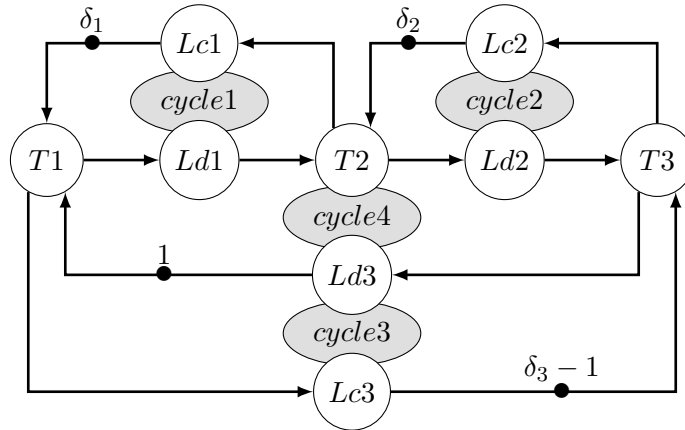 δ₁ Lc1 δ₂ Lc2
cycle1 cycle2
T1 Ld1 T2 Ld2 T3
cycle4
1 Ld3
cycle3
Lc3 δ₃ − 1